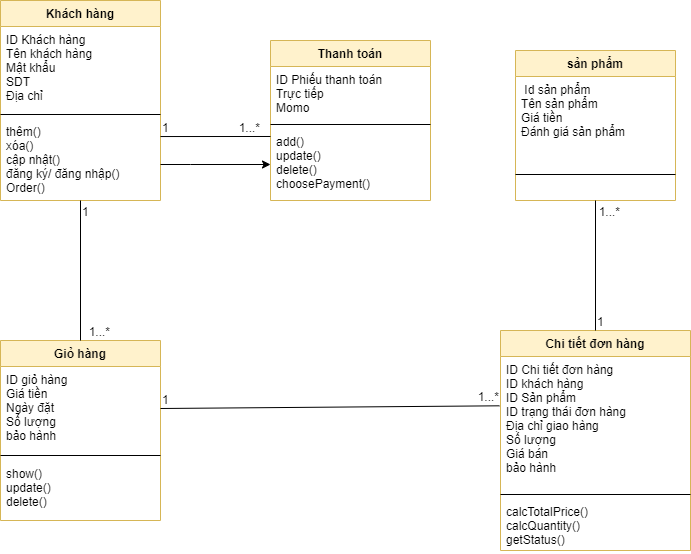 Khách hàng
ID Khách hàng
Tên khách hàng
Mật khẩu
SDT
Địa chỉ
thêm()
xóa()
cập nhật()
đăng ký/ đăng nhập()
Order()
Thanh toán
ID Phiếu thanh toán
Trực tiếp
Momo
add()
update()
delete()
choosePayment()
sản phẩm
Id sản phẩm
Tên sản phẩm
Giá tiền
Đánh giá sản phẩm
1
1...*
1
1...*
1...*
1
Giỏ hàng
ID giỏ hàng
Giá tiền
Ngày đặt
Số lượng
bảo hành
show()
update()
delete()
1
1...*
Chi tiết đơn hàng
ID Chi tiết đơn hàng
ID khách hàng
ID Sản phẩm
ID trạng thái đơn hàng
Địa chỉ giao hàng
Số lượng
Giá bán
bảo hành
calcTotalPrice()
calcQuantity()
getStatus()